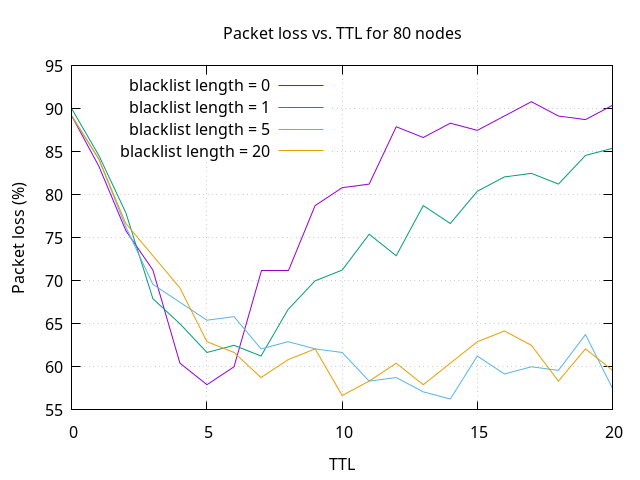 Packet loss vs. TTL for 80 nodes
95
90
85
80
75
70
65
60
55
Packet loss (%)
blacklist length = 0
blacklist length = 1
blacklist length = 5
blacklist length = 20
0 5 10 15 20
TTL